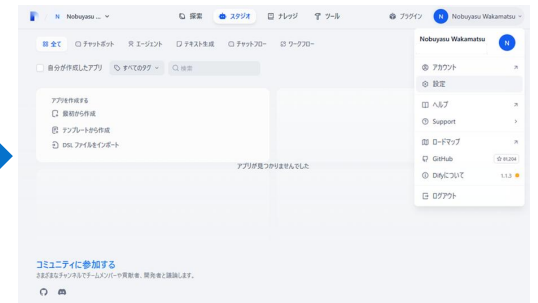 N Nobuyasu ...
探索
スタジオ
ナレッジ
ツール
プラグイン
N Nobuyasu Wakamatsu
全て
チャットボット
エージェント
テキスト生成
チャットフロー
ワークフロー
自分が作成したアプリ
すべてのタグ
検索
アプリを作成する
最初から作成
テンプレートから作成
DSL ファイルをインポート
アプリが見つかりませんでした
Nobuyasu Wakamatsu
N
アカウント
設定
ヘルプ
Support
ロードマップ
GitHub
Difyについて 1.1.3
ログアウト
コミュニティに参加する
さまざまなチャンネルでチームメンバーや貢献者、開発者と議論します。